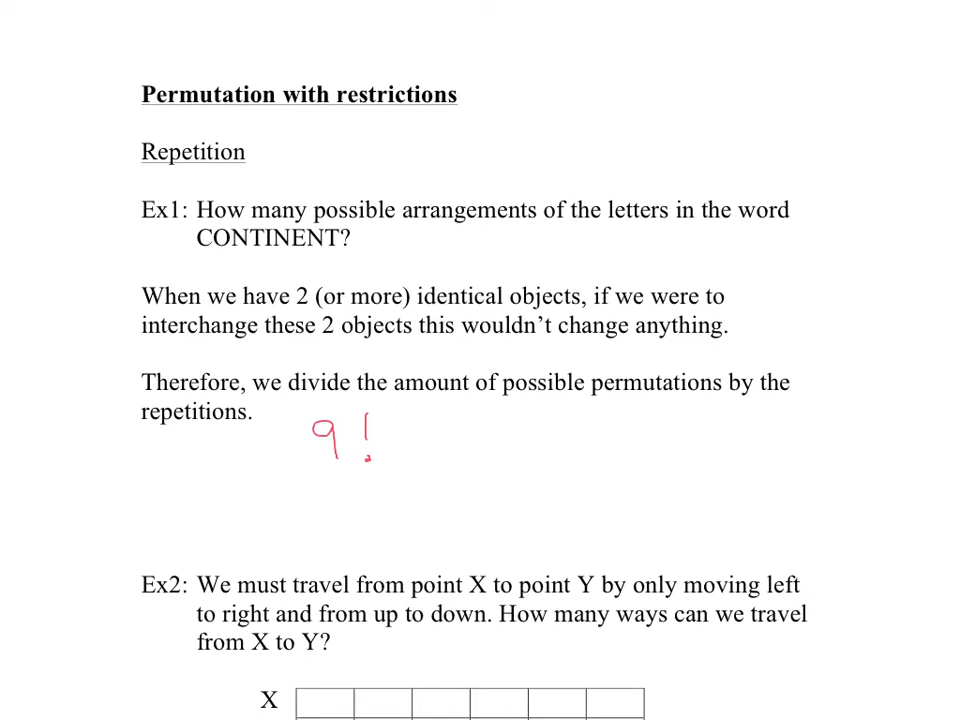 Permutation with restrictions
Repetition
Ex1: How many possible arrangements of the letters in the word
CONTINENT?
When we have 2 (or more) identical objects, if we were to
interchange these 2 objects this wouldn't change anything.
Therefore, we divide the amount of possible permutations by the
repetitions.
9!
Ex2: We must travel from point X to point Y by only moving left
to right and from up to down. How many ways can we travel
from X to Y?
X